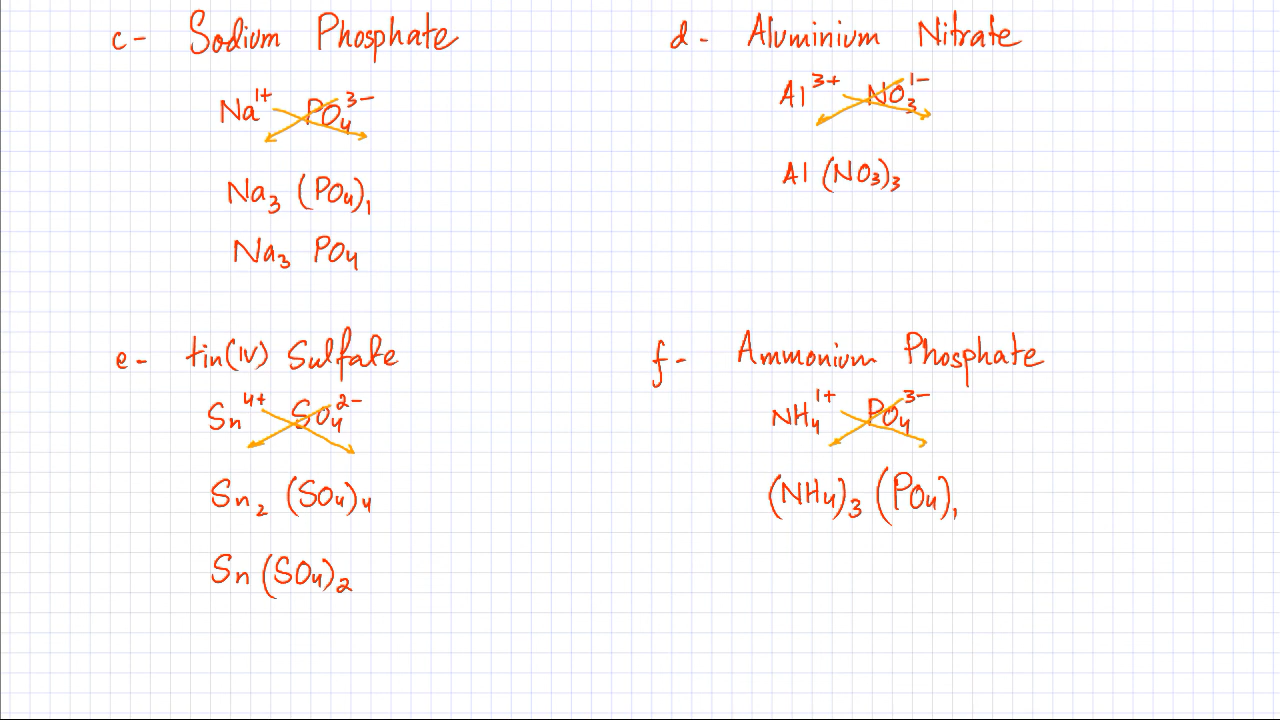 c- Sodium Phosphate
Na¹⁺ PO₄³⁻
Na₃ (PO₄)₁
Na₃ PO₄
d- Aluminium Nitrate
Al³⁺ NO₃¹⁻
Al (NO₃)₃
e- tin(IV) Sulfate
Sn⁴⁺ SO₄²⁻
Sn₂ (SO₄)₄
Sn (SO₄)₂
f- Ammonium Phosphate
NH₄¹⁺ PO₄³⁻
(NH₄)₃ (PO₄)₁